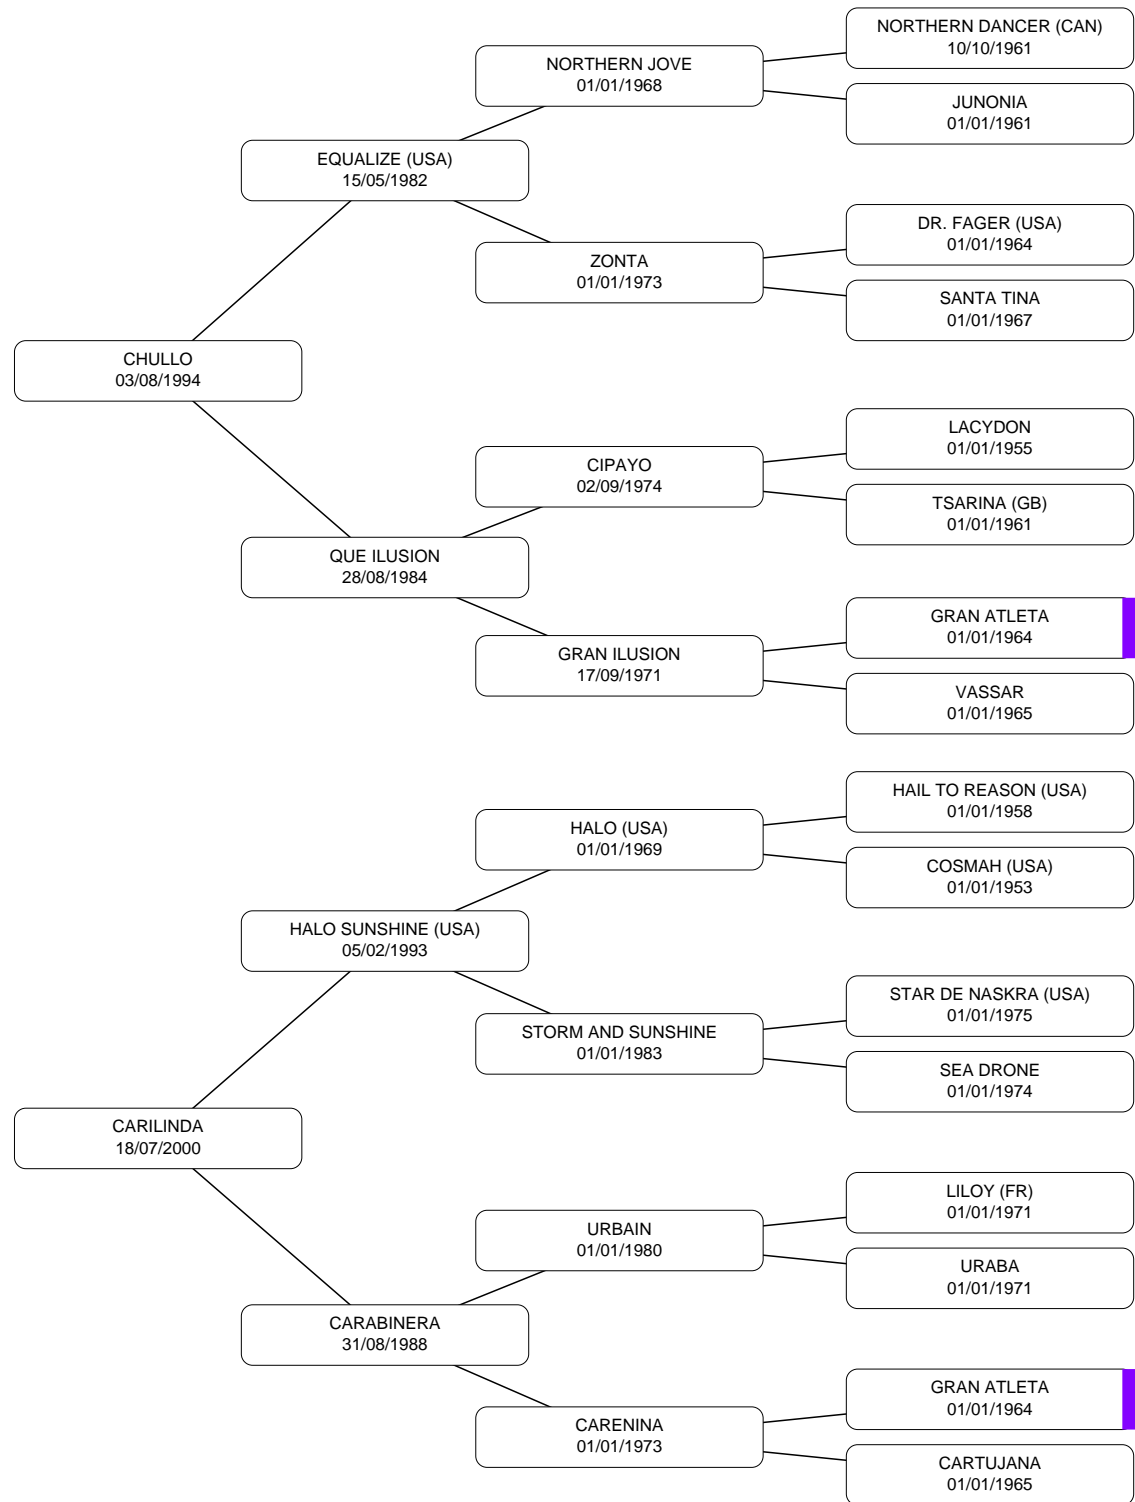 NORTHERN DANCER (CAN)
10/10/1961
NORTHERN JOVE
01/01/1968
JUNONIA
01/01/1961
EQUALIZE (USA)
15/05/1982
DR. FAGER (USA)
01/01/1964
ZONTA
01/01/1973
SANTA TINA
01/01/1967
CHULLO
03/08/1994
LACYDON
01/01/1955
CIPAYO
02/09/1974
TSARINA (GB)
01/01/1961
QUE ILUSION
28/08/1984
GRAN ATLETA
01/01/1964
GRAN ILUSION
17/09/1971
VASSAR
01/01/1965
HAIL TO REASON (USA)
01/01/1958
HALO (USA)
01/01/1969
COSMAH (USA)
01/01/1953
HALO SUNSHINE (USA)
05/02/1993
STAR DE NASKRA (USA)
01/01/1975
STORM AND SUNSHINE
01/01/1983
SEA DRONE
01/01/1974
CARILINDA
18/07/2000
LILOY (FR)
01/01/1971
URBAIN
01/01/1980
URABA
01/01/1971
CARABINERA
31/08/1988
GRAN ATLETA
01/01/1964
CARENINA
01/01/1973
CARTUJANA
01/01/1965